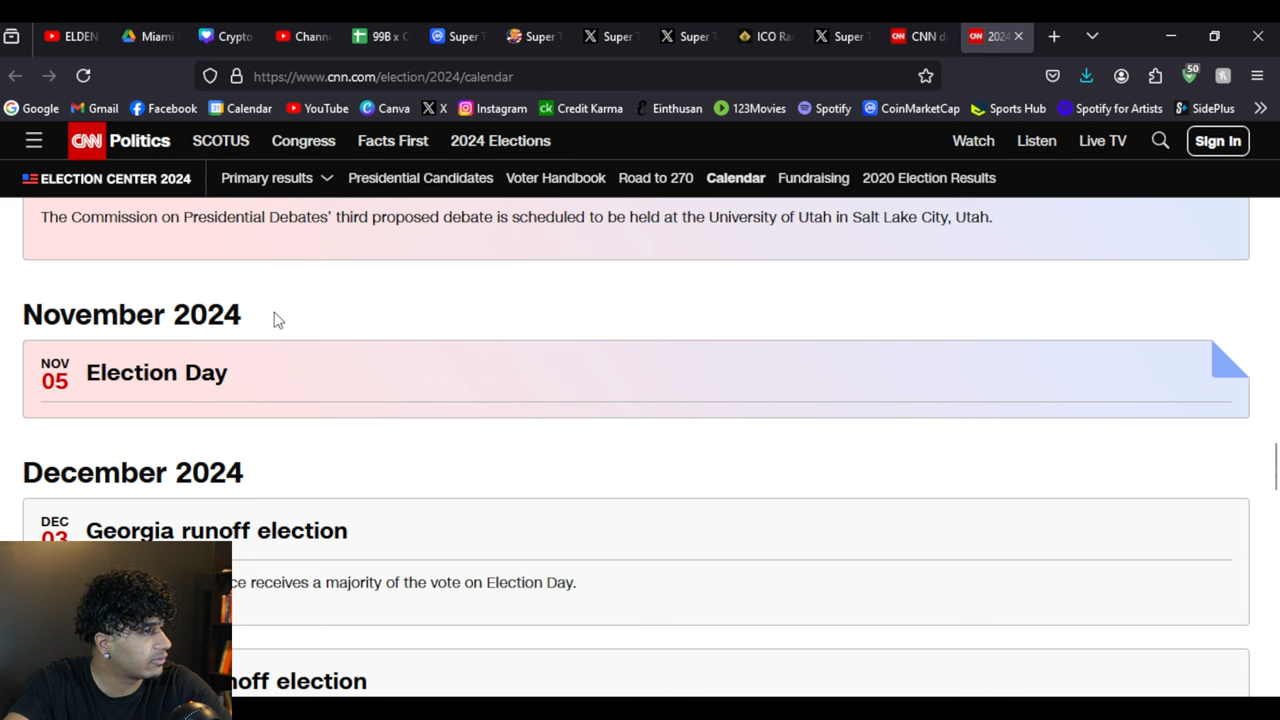 ELDEN
Miami
Crypto
Chann
99B x C
Super T
Super T
Super T
Super T
ICO Ra
Super T
CNN de
2024
https://www.cnn.com/election/2024/calendar
50
Google
Gmail
Facebook
Calendar
YouTube
Canva
X
Instagram
Credit Karma
Einthusan
123Movies
Spotify
CoinMarketCap
Sports Hub
Spotify for Artists
SidePlus
CNN Politics
SCOTUS
Congress
Facts First
2024 Elections
Watch
Listen
Live TV
Sign In
ELECTION CENTER 2024
Primary results
Presidential Candidates
Voter Handbook
Road to 270
Calendar
Fundraising
2020 Election Results
The Commission on Presidential Debates' third proposed debate is scheduled to be held at the University of Utah in Salt Lake City, Utah.
November 2024
NOV
05
Election Day
December 2024
DEC
03
Georgia runoff election
ce receives a majority of the vote on Election Day.
noff election